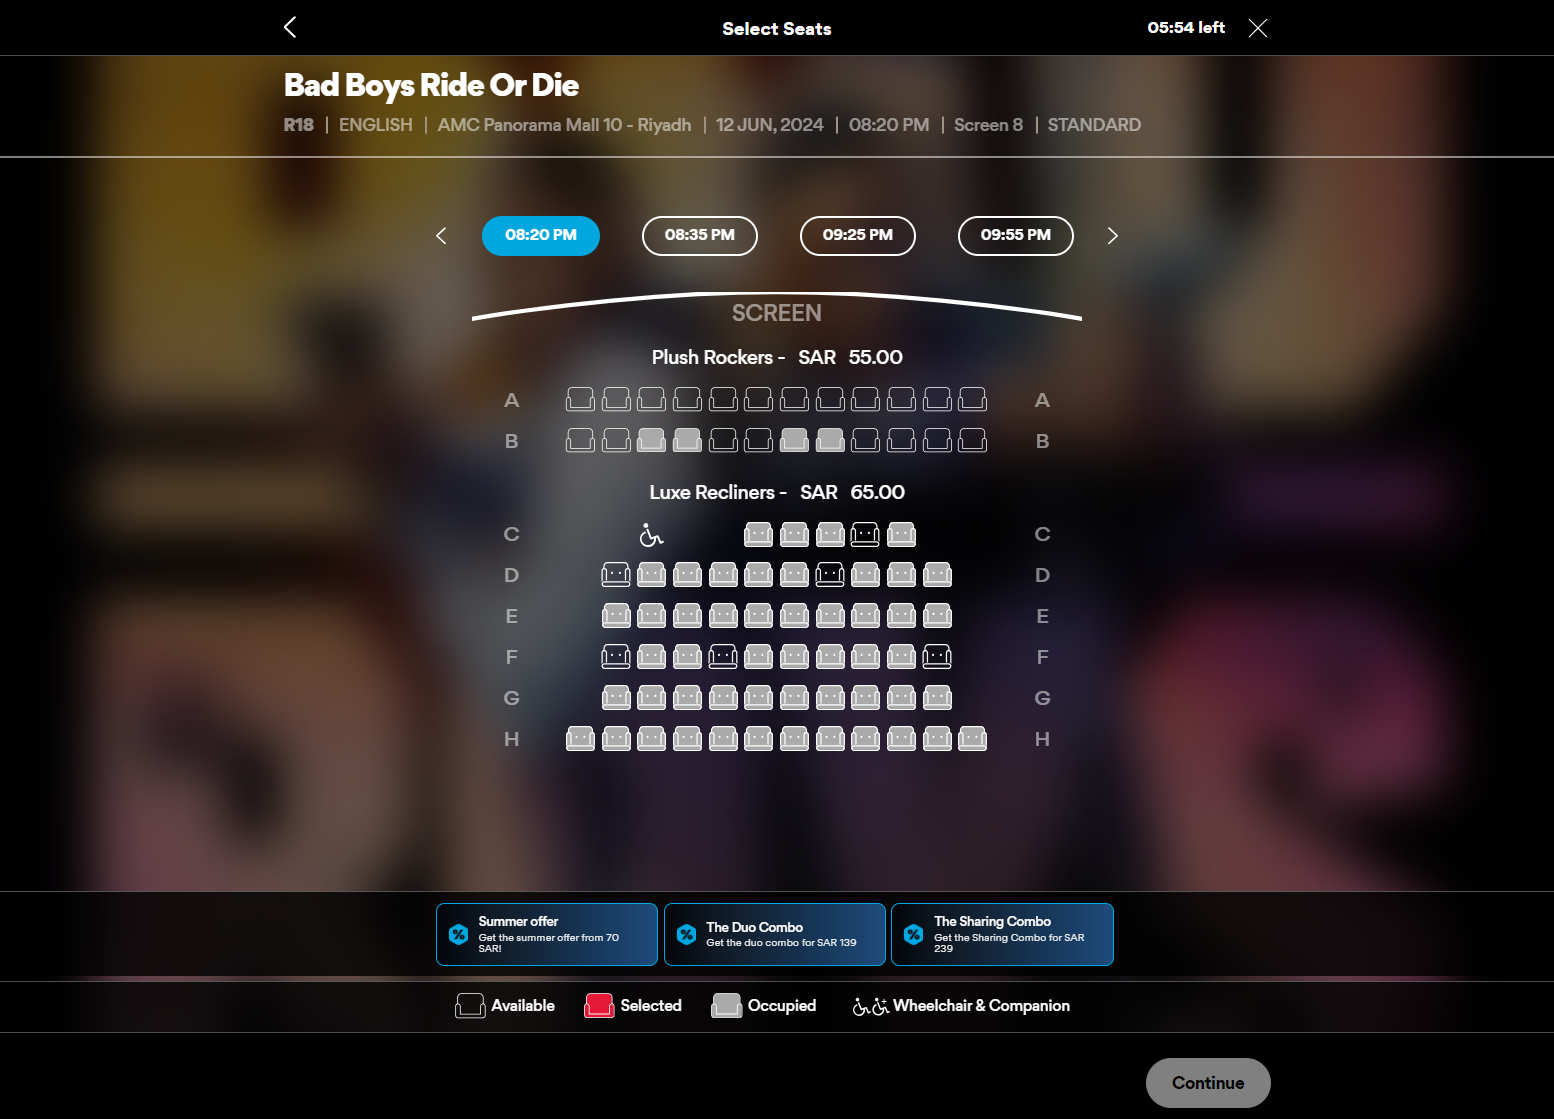 Select Seats
05:54 left
Bad Boys Ride Or Die
R18 | ENGLISH | AMC Panorama Mall 10 - Riyadh | 12 JUN, 2024 | 08:20 PM | Screen 8 | STANDARD
08:20 PM 08:35 PM 09:25 PM 09:55 PM
SCREEN
Plush Rockers - SAR 55.00
A A
B B
Luxe Recliners - SAR 65.00
C C
D D
E E
F F
G G
H H
Summer offer
Get the summer offer from 70
SAR!
The Duo Combo
Get the duo combo for SAR 139
The Sharing Combo
Get the Sharing Combo for SAR
239
Available Selected Occupied Wheelchair & Companion
Continue